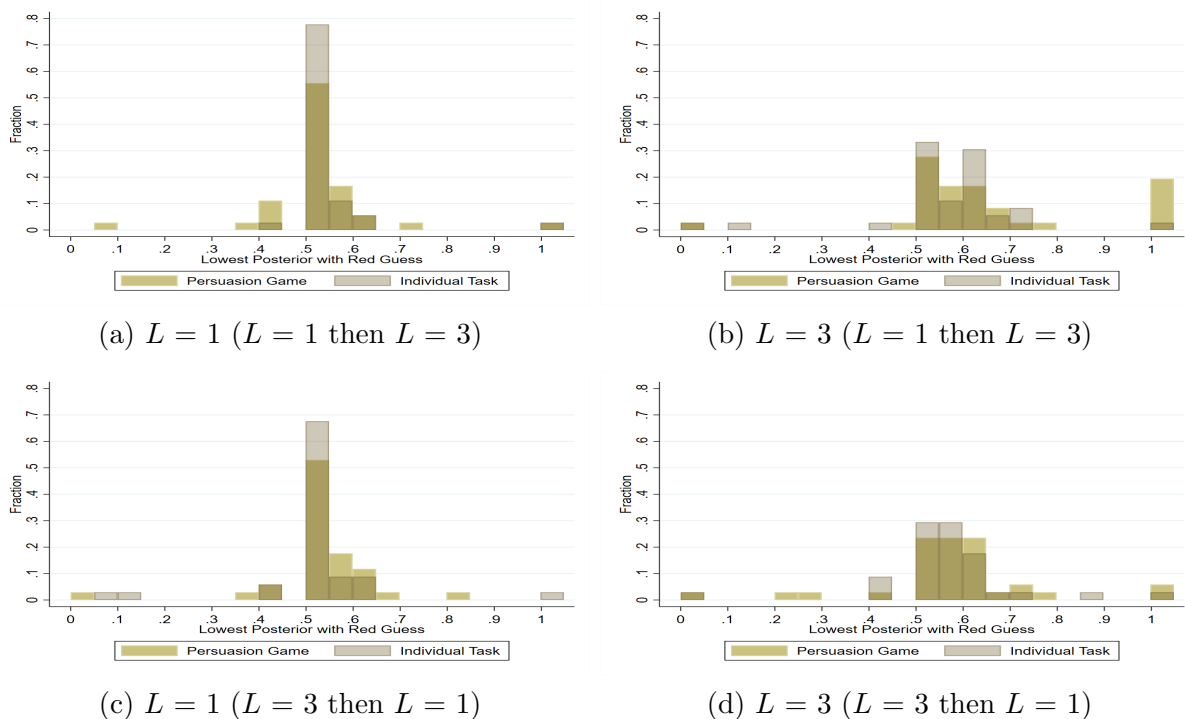 .8
.7
.6
.5
.4
.3
.2
.1
0
Fraction
0 .1 .2 .3 .4 .5 .6 .7 .8 .9 1
Lowest Posterior with Red Guess
Persuasion Game Individual Task
(a) L = 1 (L = 1 then L = 3)
.8
.7
.6
.5
.4
.3
.2
.1
0
Fraction
0 .1 .2 .3 .4 .5 .6 .7 .8 .9 1
Lowest Posterior with Red Guess
Persuasion Game Individual Task
(b) L = 3 (L = 1 then L = 3)
.8
.7
.6
.5
.4
.3
.2
.1
0
Fraction
0 .1 .2 .3 .4 .5 .6 .7 .8 .9 1
Lowest Posterior with Red Guess
Persuasion Game Individual Task
(c) L = 1 (L = 3 then L = 1)
.8
.7
.6
.5
.4
.3
.2
.1
0
Fraction
0 .1 .2 .3 .4 .5 .6 .7 .8 .9 1
Lowest Posterior with Red Guess
Persuasion Game Individual Task
(d) L = 3 (L = 3 then L = 1)